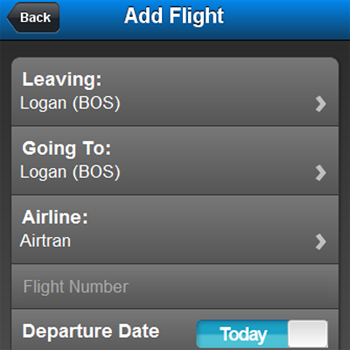 Back
Add Flight
Leaving:
Logan (BOS)
Going To:
Logan (BOS)
Airline:
Airtran
Flight Number
Departure Date
Today